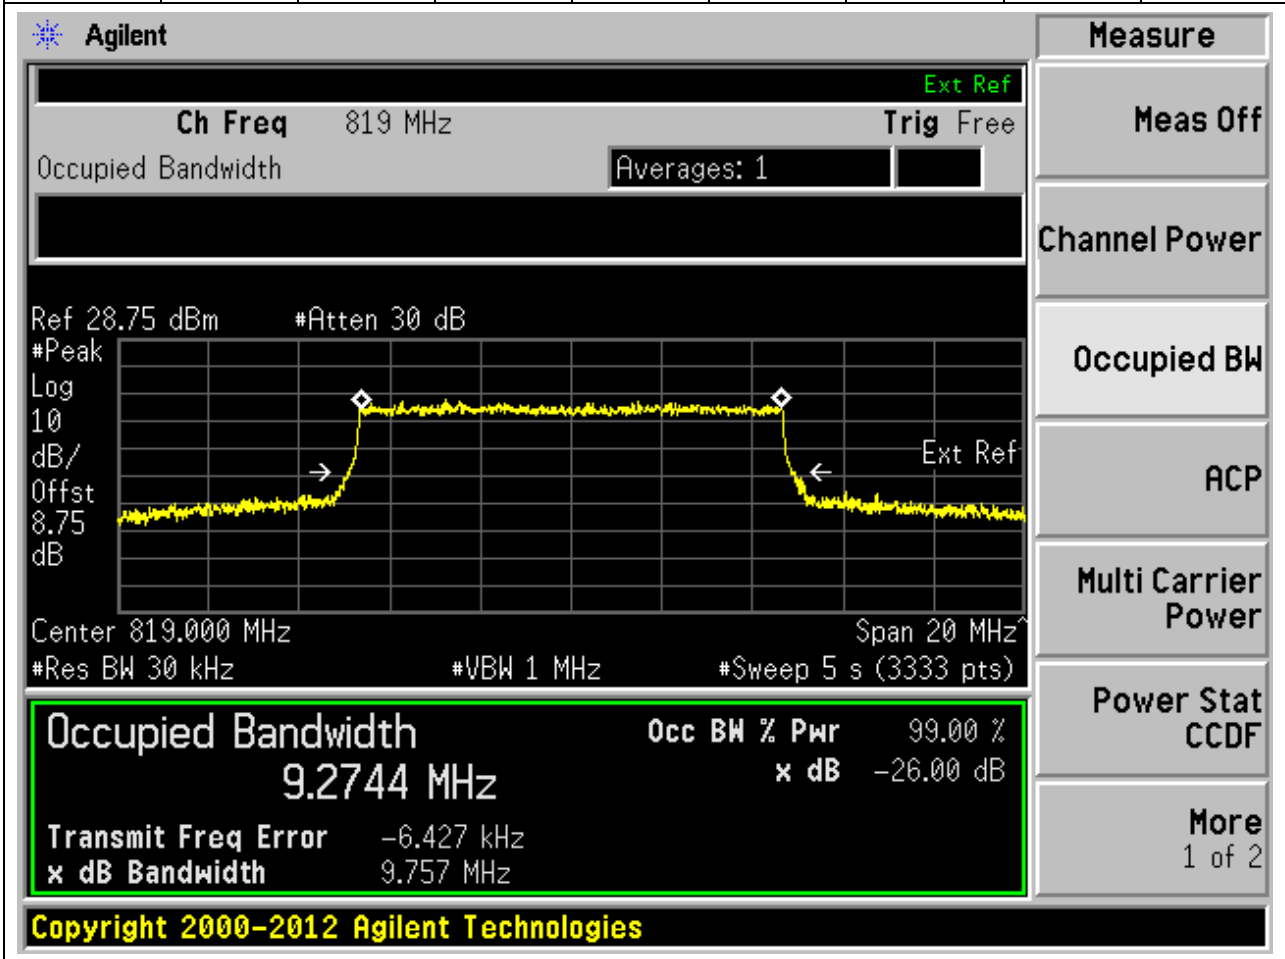 Agilent
Measure
Ext Ref
Ch Freq 819 MHz Trig Free
Occupied Bandwidth Averages: 1
Ref 28.75 dBm #Atten 30 dB
#Peak
Log
10
dB/
Offst
8.75
dB
Ext Ref
Center 819.000 MHz Span 20 MHz^
#Res BW 30 kHz #VBW 1 MHz #Sweep 5 s (3333 pts)
Occupied Bandwidth Occ BW % Pwr 99.00 %
9.2744 MHz x dB -26.00 dB
Transmit Freq Error -6.427 kHz
x dB Bandwidth 9.757 MHz
Copyright 2000-2012 Agilent Technologies
Meas Off
Channel Power
Occupied BW
ACP
Multi Carrier
Power
Power Stat
CCDF
More
1 of 2